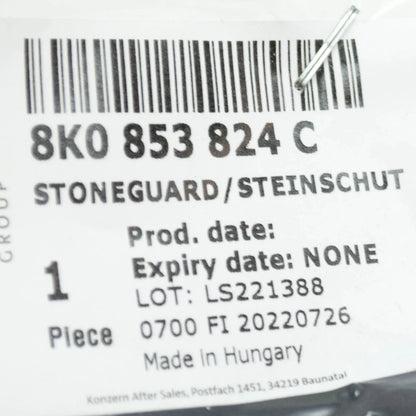 8K0 853 824 C
STONEGUARD/STEINSCHUT
GROUP
Prod. date:
Expiry date: NONE
1
LOT: LS221388
Piece
0700 FI 20220726
Made in Hungary
Konzern After Sales, Postfach 1451, 34219 Baunatal